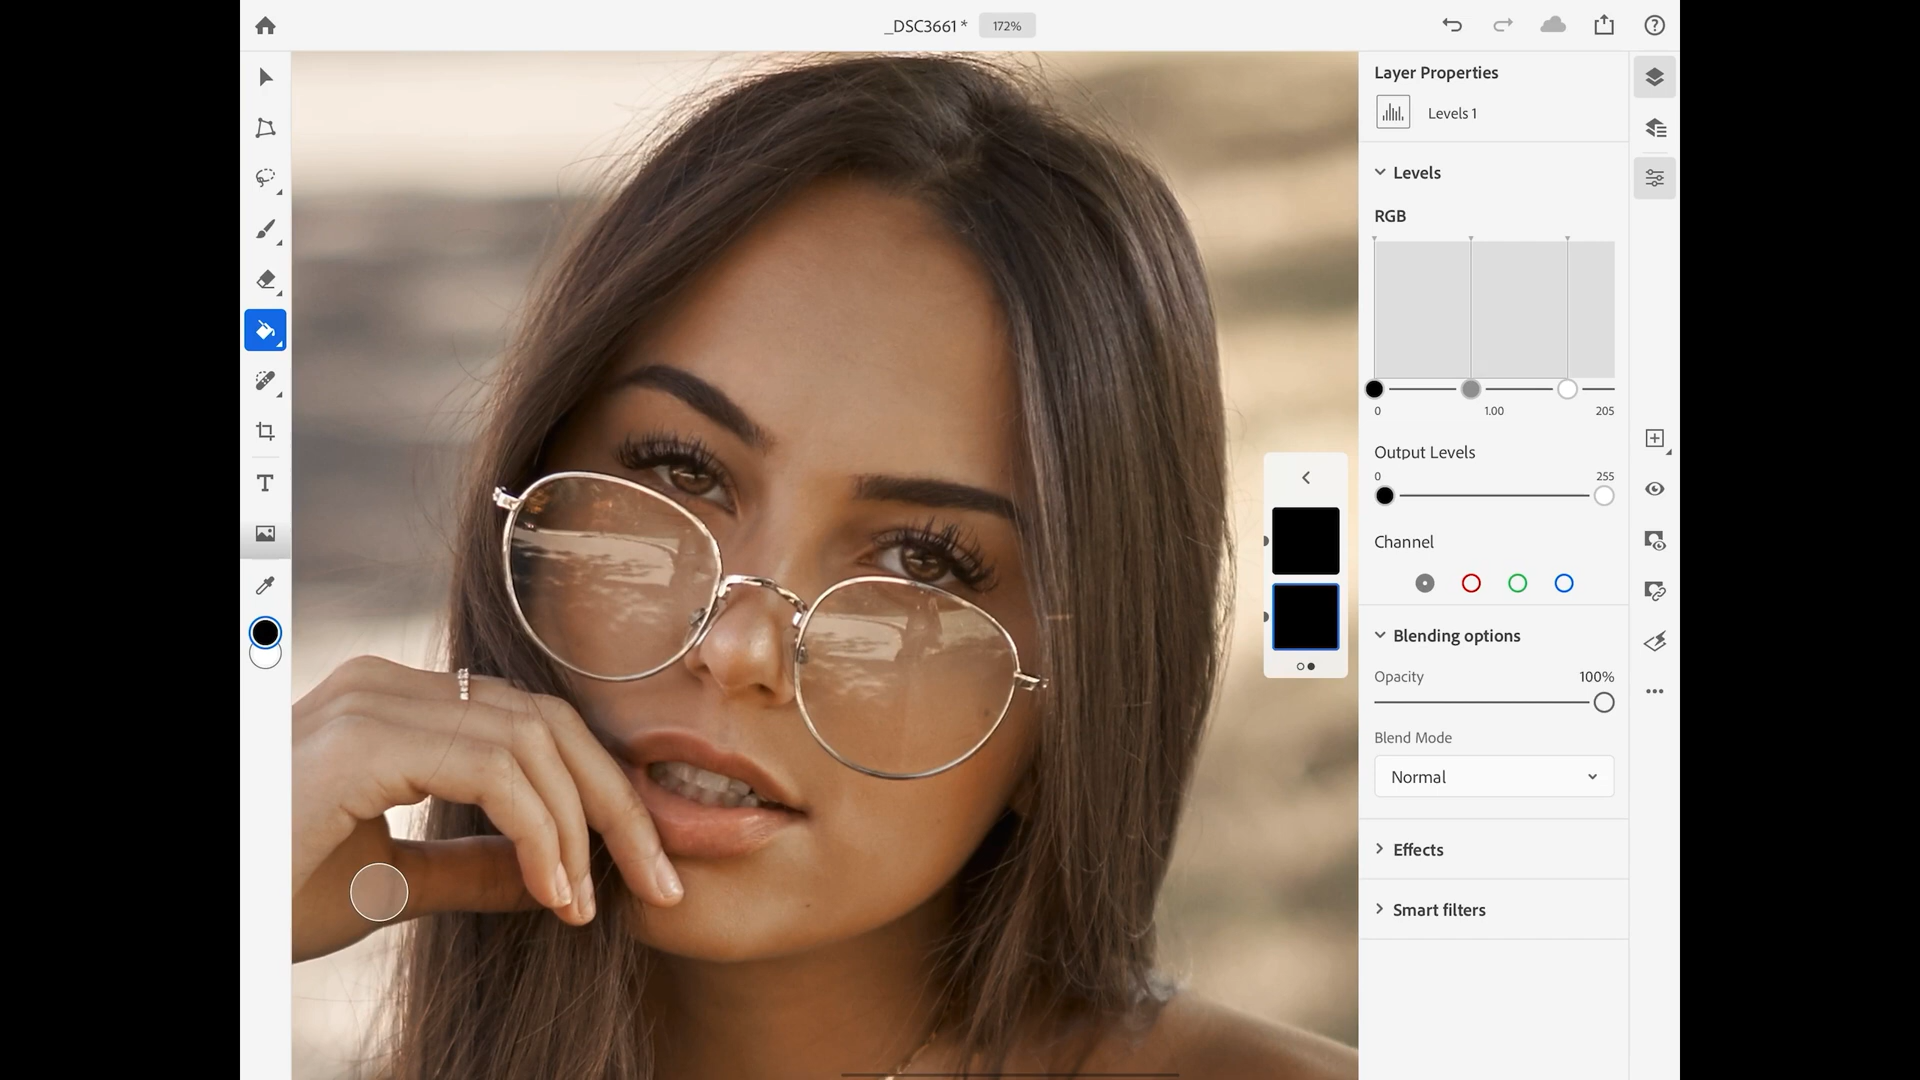 _DSC3661 *
172%
Layer Properties
Levels 1
Levels
RGB
0 1.00 205
Output Levels
0 255
Channel
Blending options
Opacity 100%
Blend Mode
Normal
Effects
Smart filters